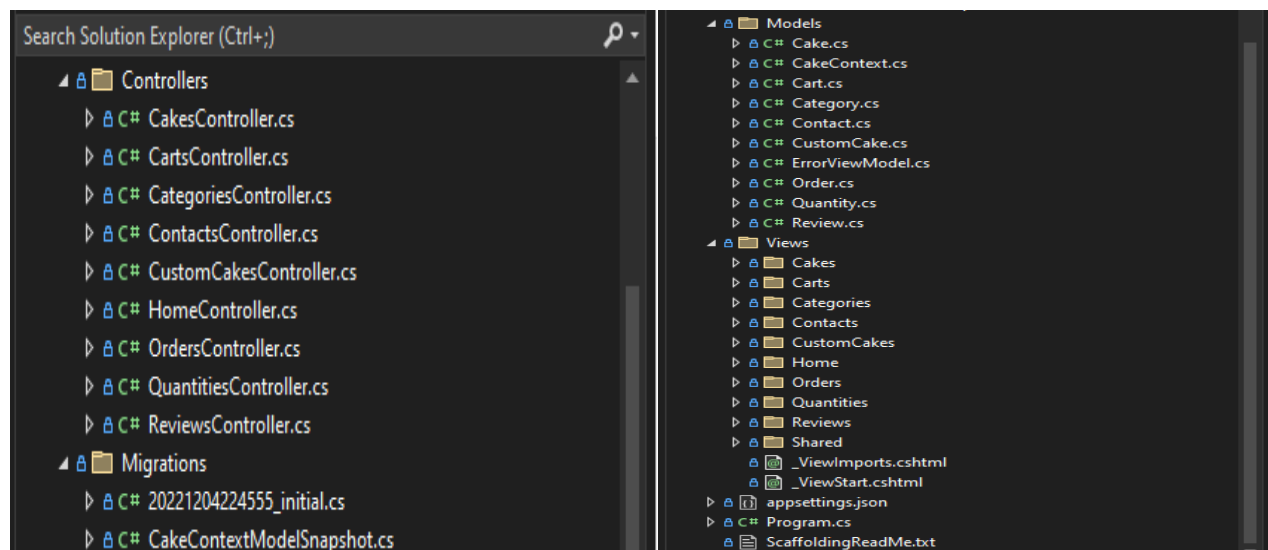 Search Solution Explorer (Ctrl+;)
Controllers
C# CakesController.cs
C# CartsController.cs
C# CategoriesController.cs
C# ContactsController.cs
C# CustomCakesController.cs
C# HomeController.cs
C# OrdersController.cs
C# QuantitiesController.cs
C# ReviewsController.cs
Migrations
C# 20221204224555_initial.cs
C# CakeContextModelSnapshot.cs
Models
C# Cake.cs
C# CakeContext.cs
C# Cart.cs
C# Category.cs
C# Contact.cs
C# CustomCake.cs
C# ErrorViewModel.cs
C# Order.cs
C# Quantity.cs
C# Review.cs
Views
Cakes
Carts
Categories
Contacts
CustomCakes
Home
Orders
Quantities
Reviews
Shared
_ViewImports.cshtml
_ViewStart.cshtml
appsettings.json
C# Program.cs
ScaffoldingReadMe.txt